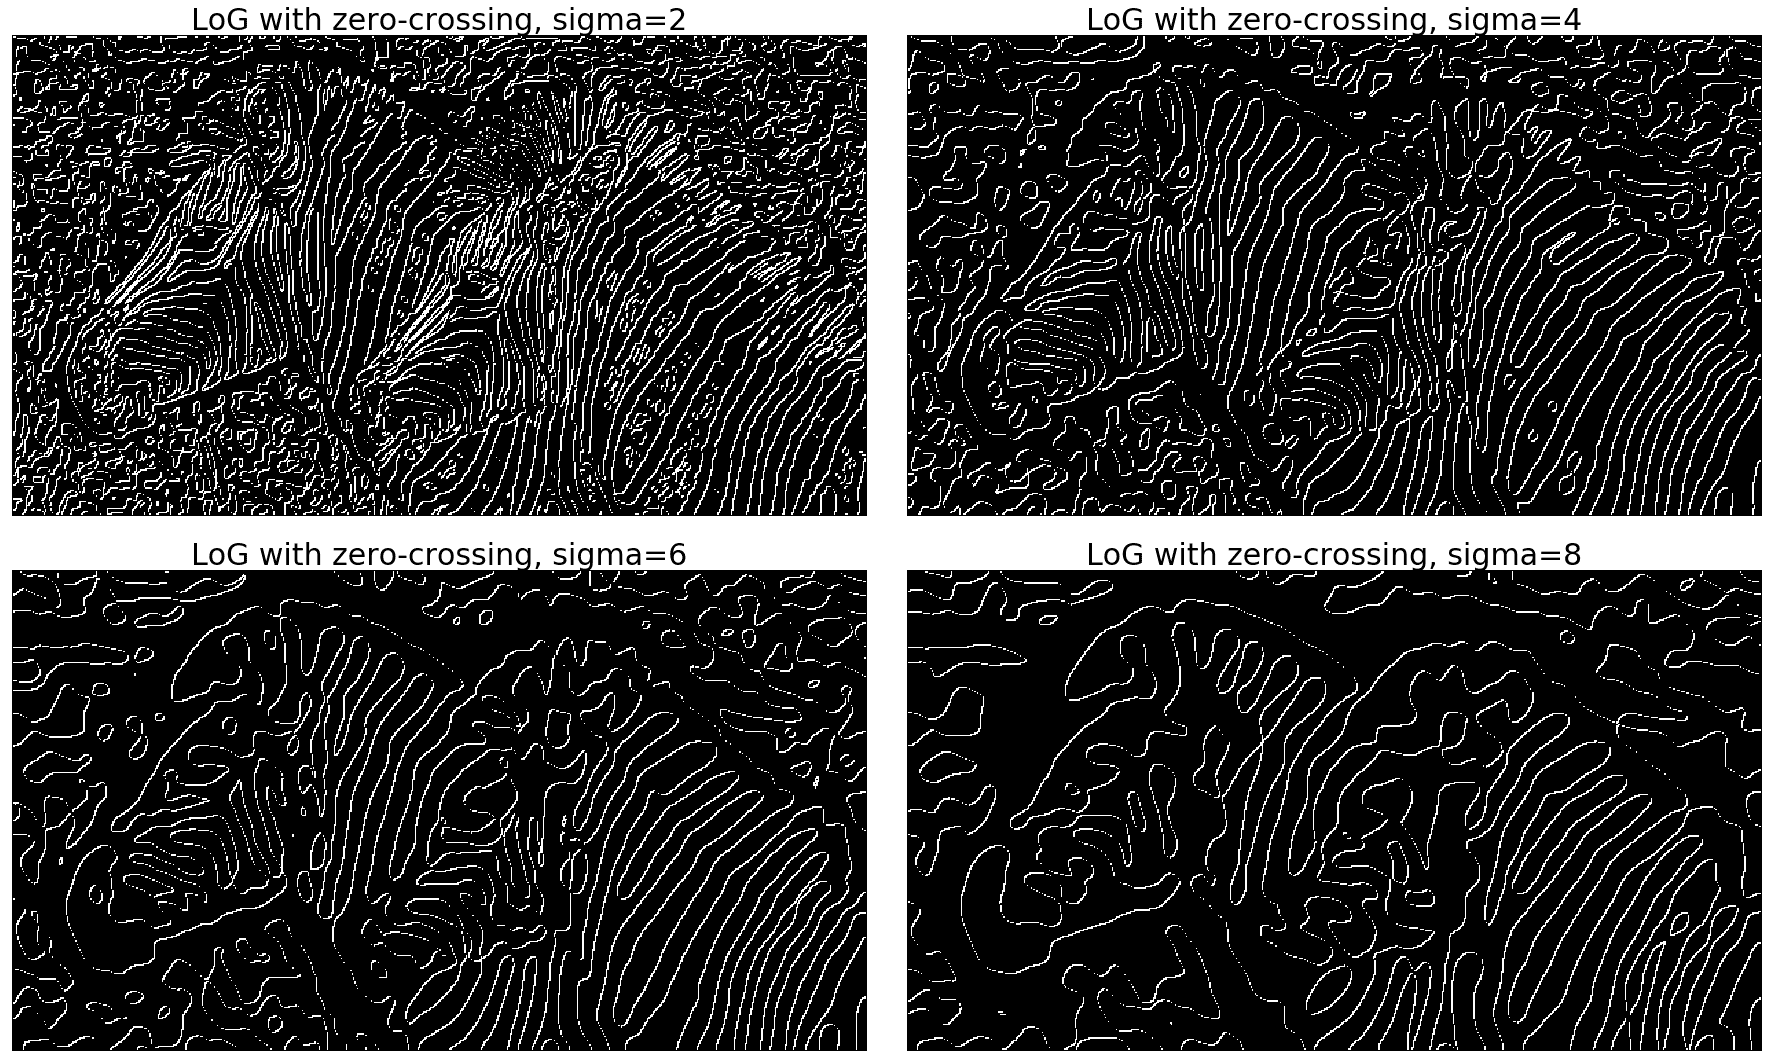 LoG with zero-crossing, sigma=2
LoG with zero-crossing, sigma=4
LoG with zero-crossing, sigma=6
LoG with zero-crossing, sigma=8